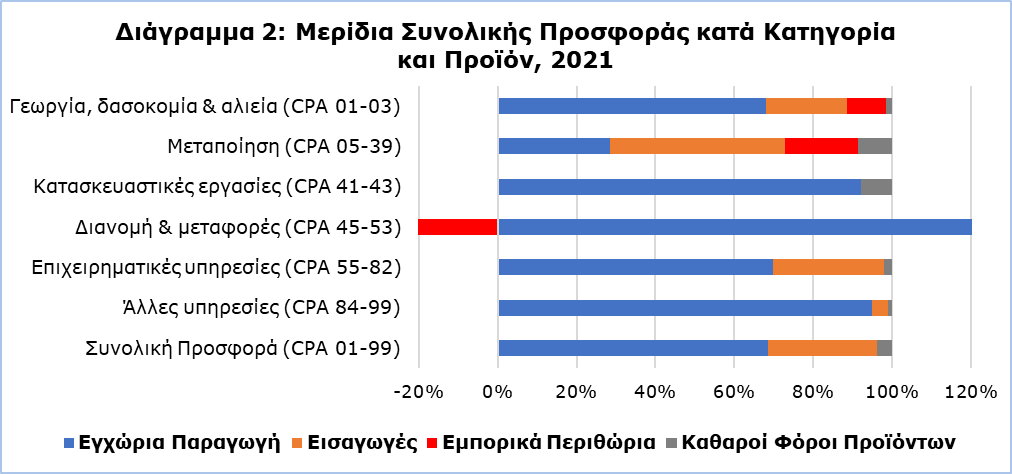 Διάγραμμα 2: Μερίδια Συνολικής Προσφοράς κατά Κατηγορία
και Προϊόν, 2021
Γεωργία, δασοκομία & αλιεία (CPA 01-03)
Μεταποίηση (CPA 05-39)
Κατασκευαστικές εργασίες (CPA 41-43)
Διανομή & μεταφορές (CPA 45-53)
Επιχειρηματικές υπηρεσίες (CPA 55-82)
Άλλες υπηρεσίες (CPA 84-99)
Συνολική Προσφορά (CPA 01-99)
-20% 0% 20% 40% 60% 80% 100% 120%
Εγχώρια Παραγωγή Εισαγωγές Εμπορικά Περιθώρια Καθαροί Φόροι Προϊόντων